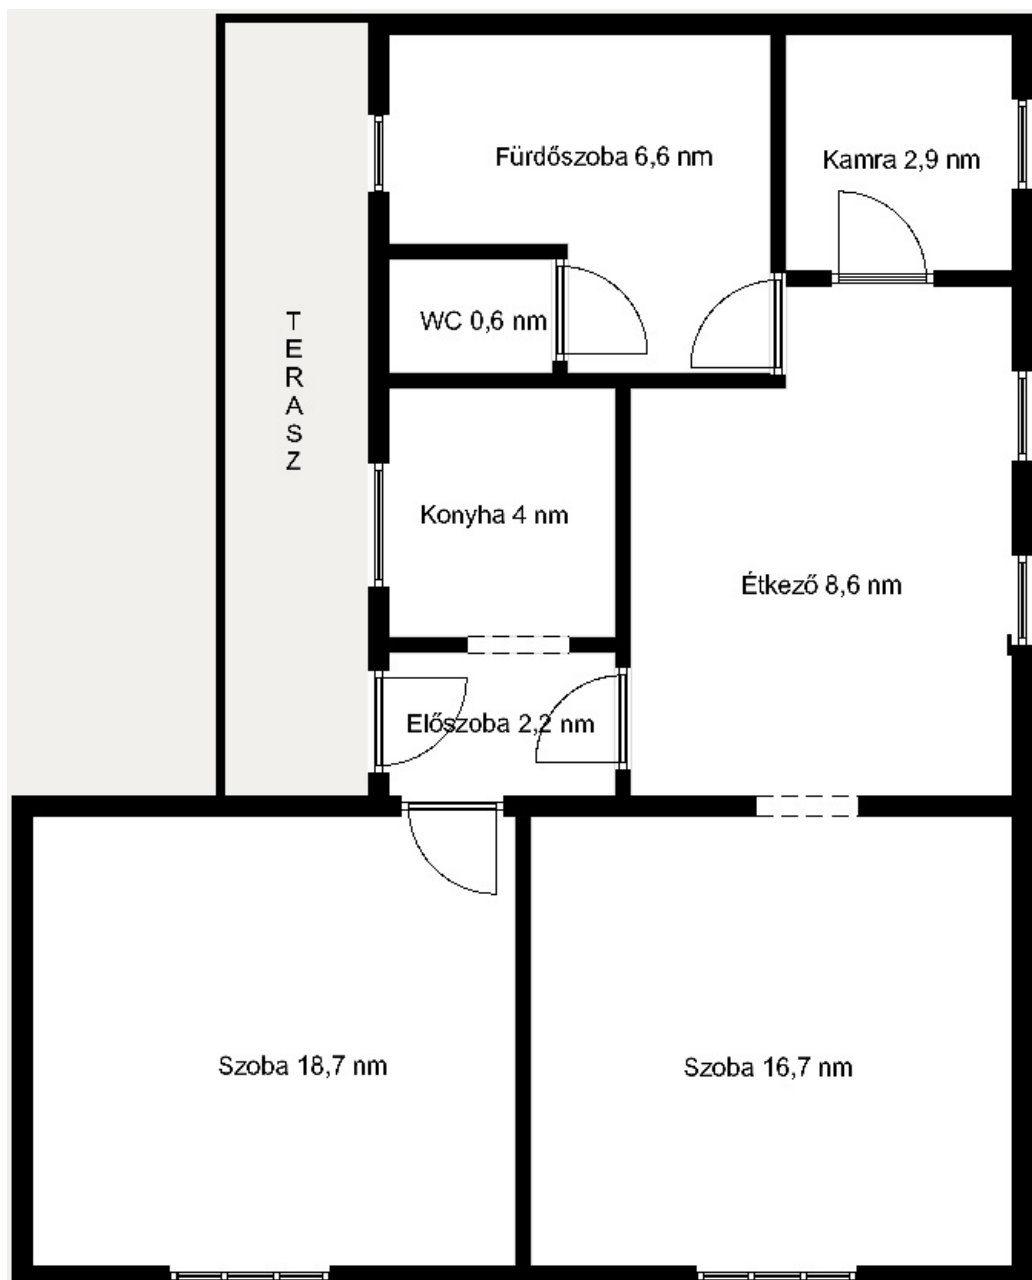 Fürdőszoba 6,6 nm
Kamra 2,9 nm
WC 0,6 nm
TERASZ
Konyha 4 nm
Étkező 8,6 nm
Előszoba 2,2 nm
Szoba 18,7 nm
Szoba 16,7 nm